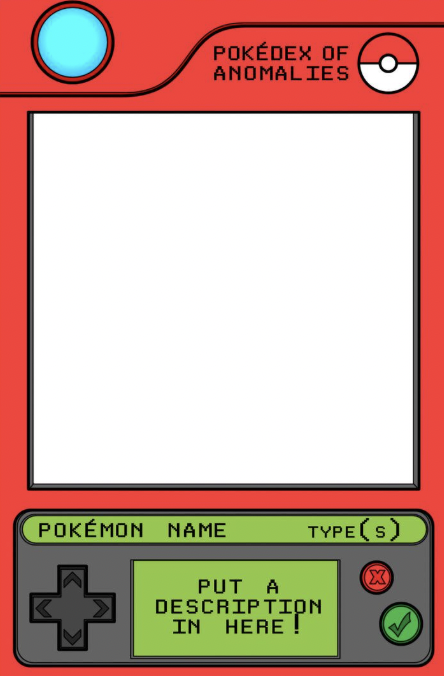 POKÉDEX OF
ANOMALIES
POKÉMON NAME
TYPE(S)
PUT A
DESCRIPTION
IN HERE!
X